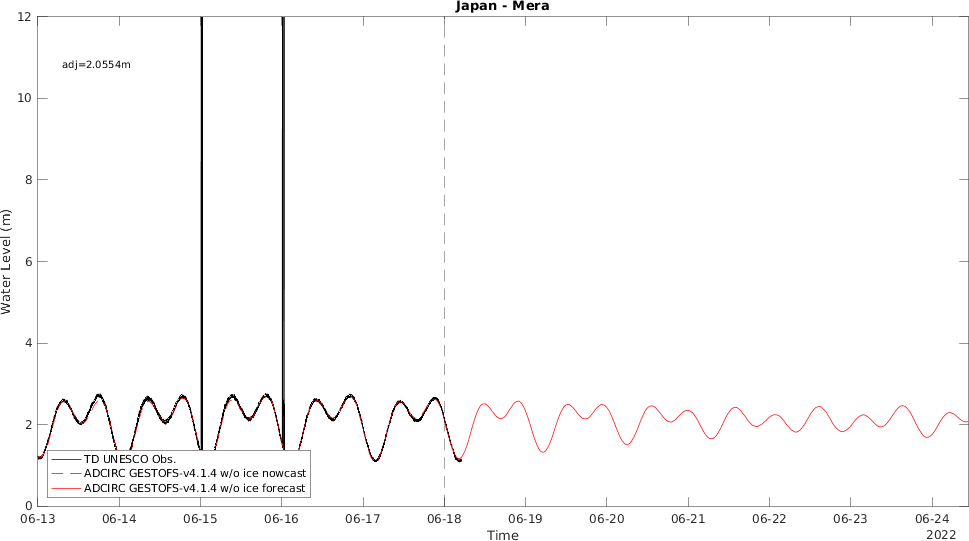 Japan - Mera
adj=2.0554m
12
10
8
6
4
2
0
Water Level (m)
TD UNESCO Obs.
ADCIRC GESTOFS-v4.1.4 w/o ice nowcast
ADCIRC GESTOFS-v4.1.4 w/o ice forecast
06-13 06-14 06-15 06-16 06-17 06-18 06-19 06-20 06-21 06-22 06-23 06-24
Time
2022